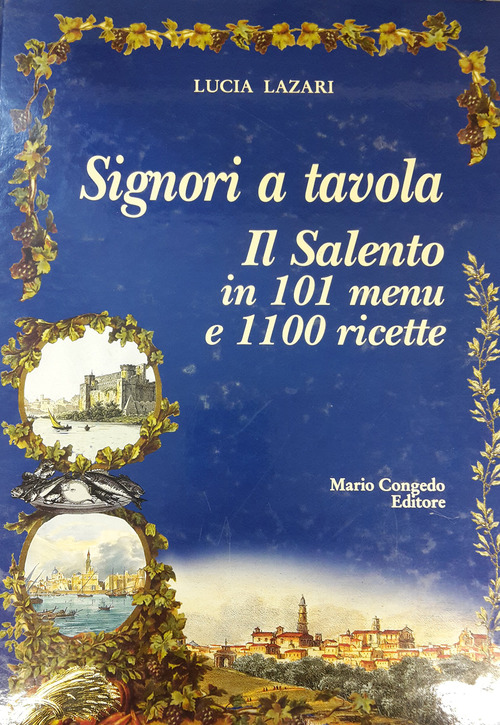 LUCIA LAZARI
Signori a tavola
Il Salento
in 101 menu
e 1100 ricette
Mario Congedo
Editore